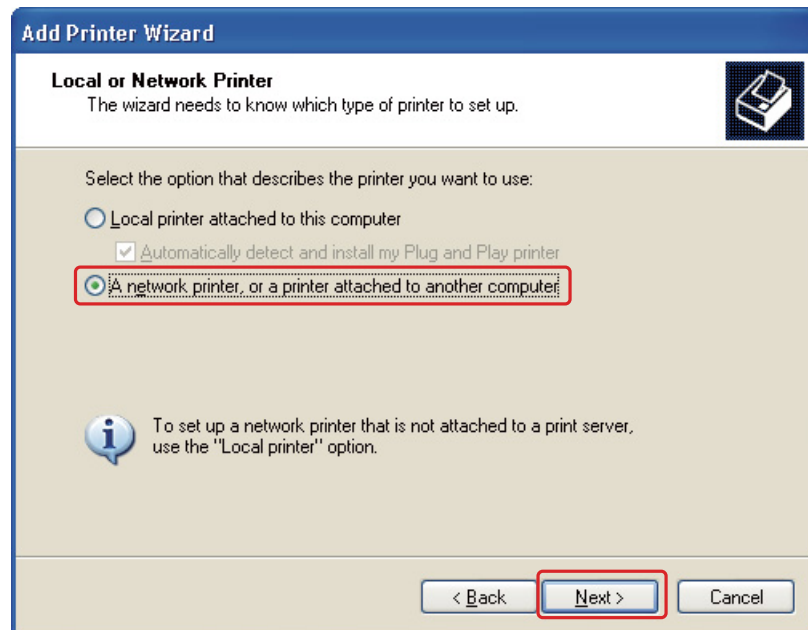 Add Printer Wizard
Local or Network Printer
The wizard needs to know which type of printer to set up.
Select the option that describes the printer you want to use:
Local printer attached to this computer
Automatically detect and install my Plug and Play printer
A network printer, or a printer attached to another computer
To set up a network printer that is not attached to a print server,
use the "Local printer" option.
< Back Next > Cancel